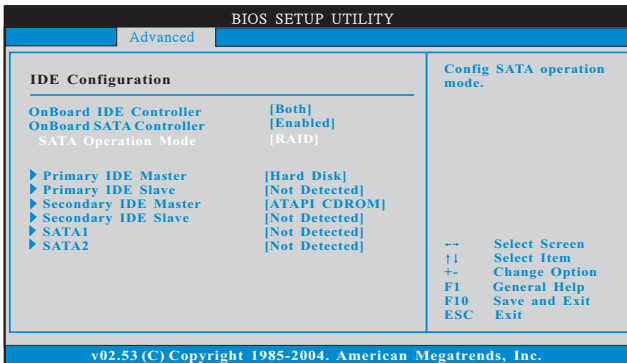 BIOS SETUP UTILITY
Advanced
IDE Configuration
OnBoard IDE Controller [Both]
OnBoard SATA Controller [Enabled]
SATA Operation Mode [RAID]
Primary IDE Master [Hard Disk]
Primary IDE Slave [Not Detected]
Secondary IDE Master [ATAPI CDROM]
Secondary IDE Slave [Not Detected]
SATA1 [Not Detected]
SATA2 [Not Detected]
Config SATA operation
mode.
←→ Select Screen
↑↓ Select Item
+- Change Option
F1 General Help
F10 Save and Exit
ESC Exit
v02.53 (C) Copyright 1985-2004. American Megatrends, Inc.